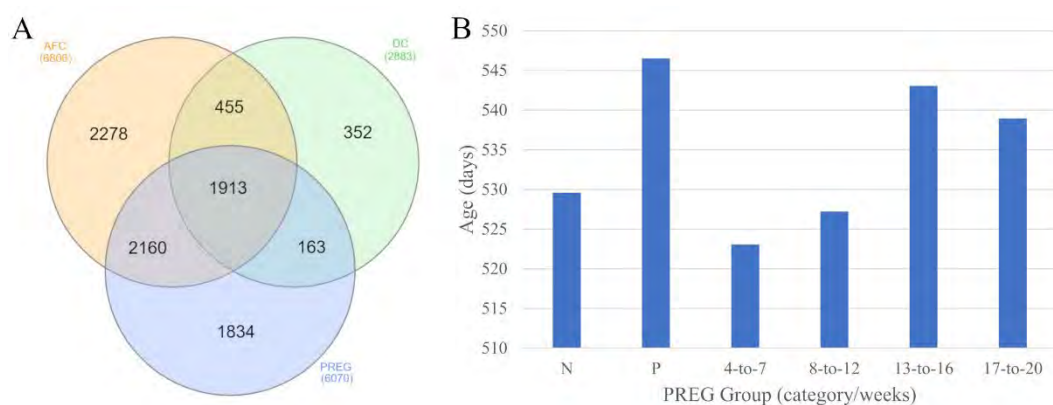 A
AFC
(6806)
DC
(2883)
455
2278
352
1913
2160
163
1834
PREG
(6070)
B
550
545
540
535
530
525
520
515
510
Age (days)
N P 4-to-7 8-to-12 13-to-16 17-to-20
PREG Group (category/weeks)